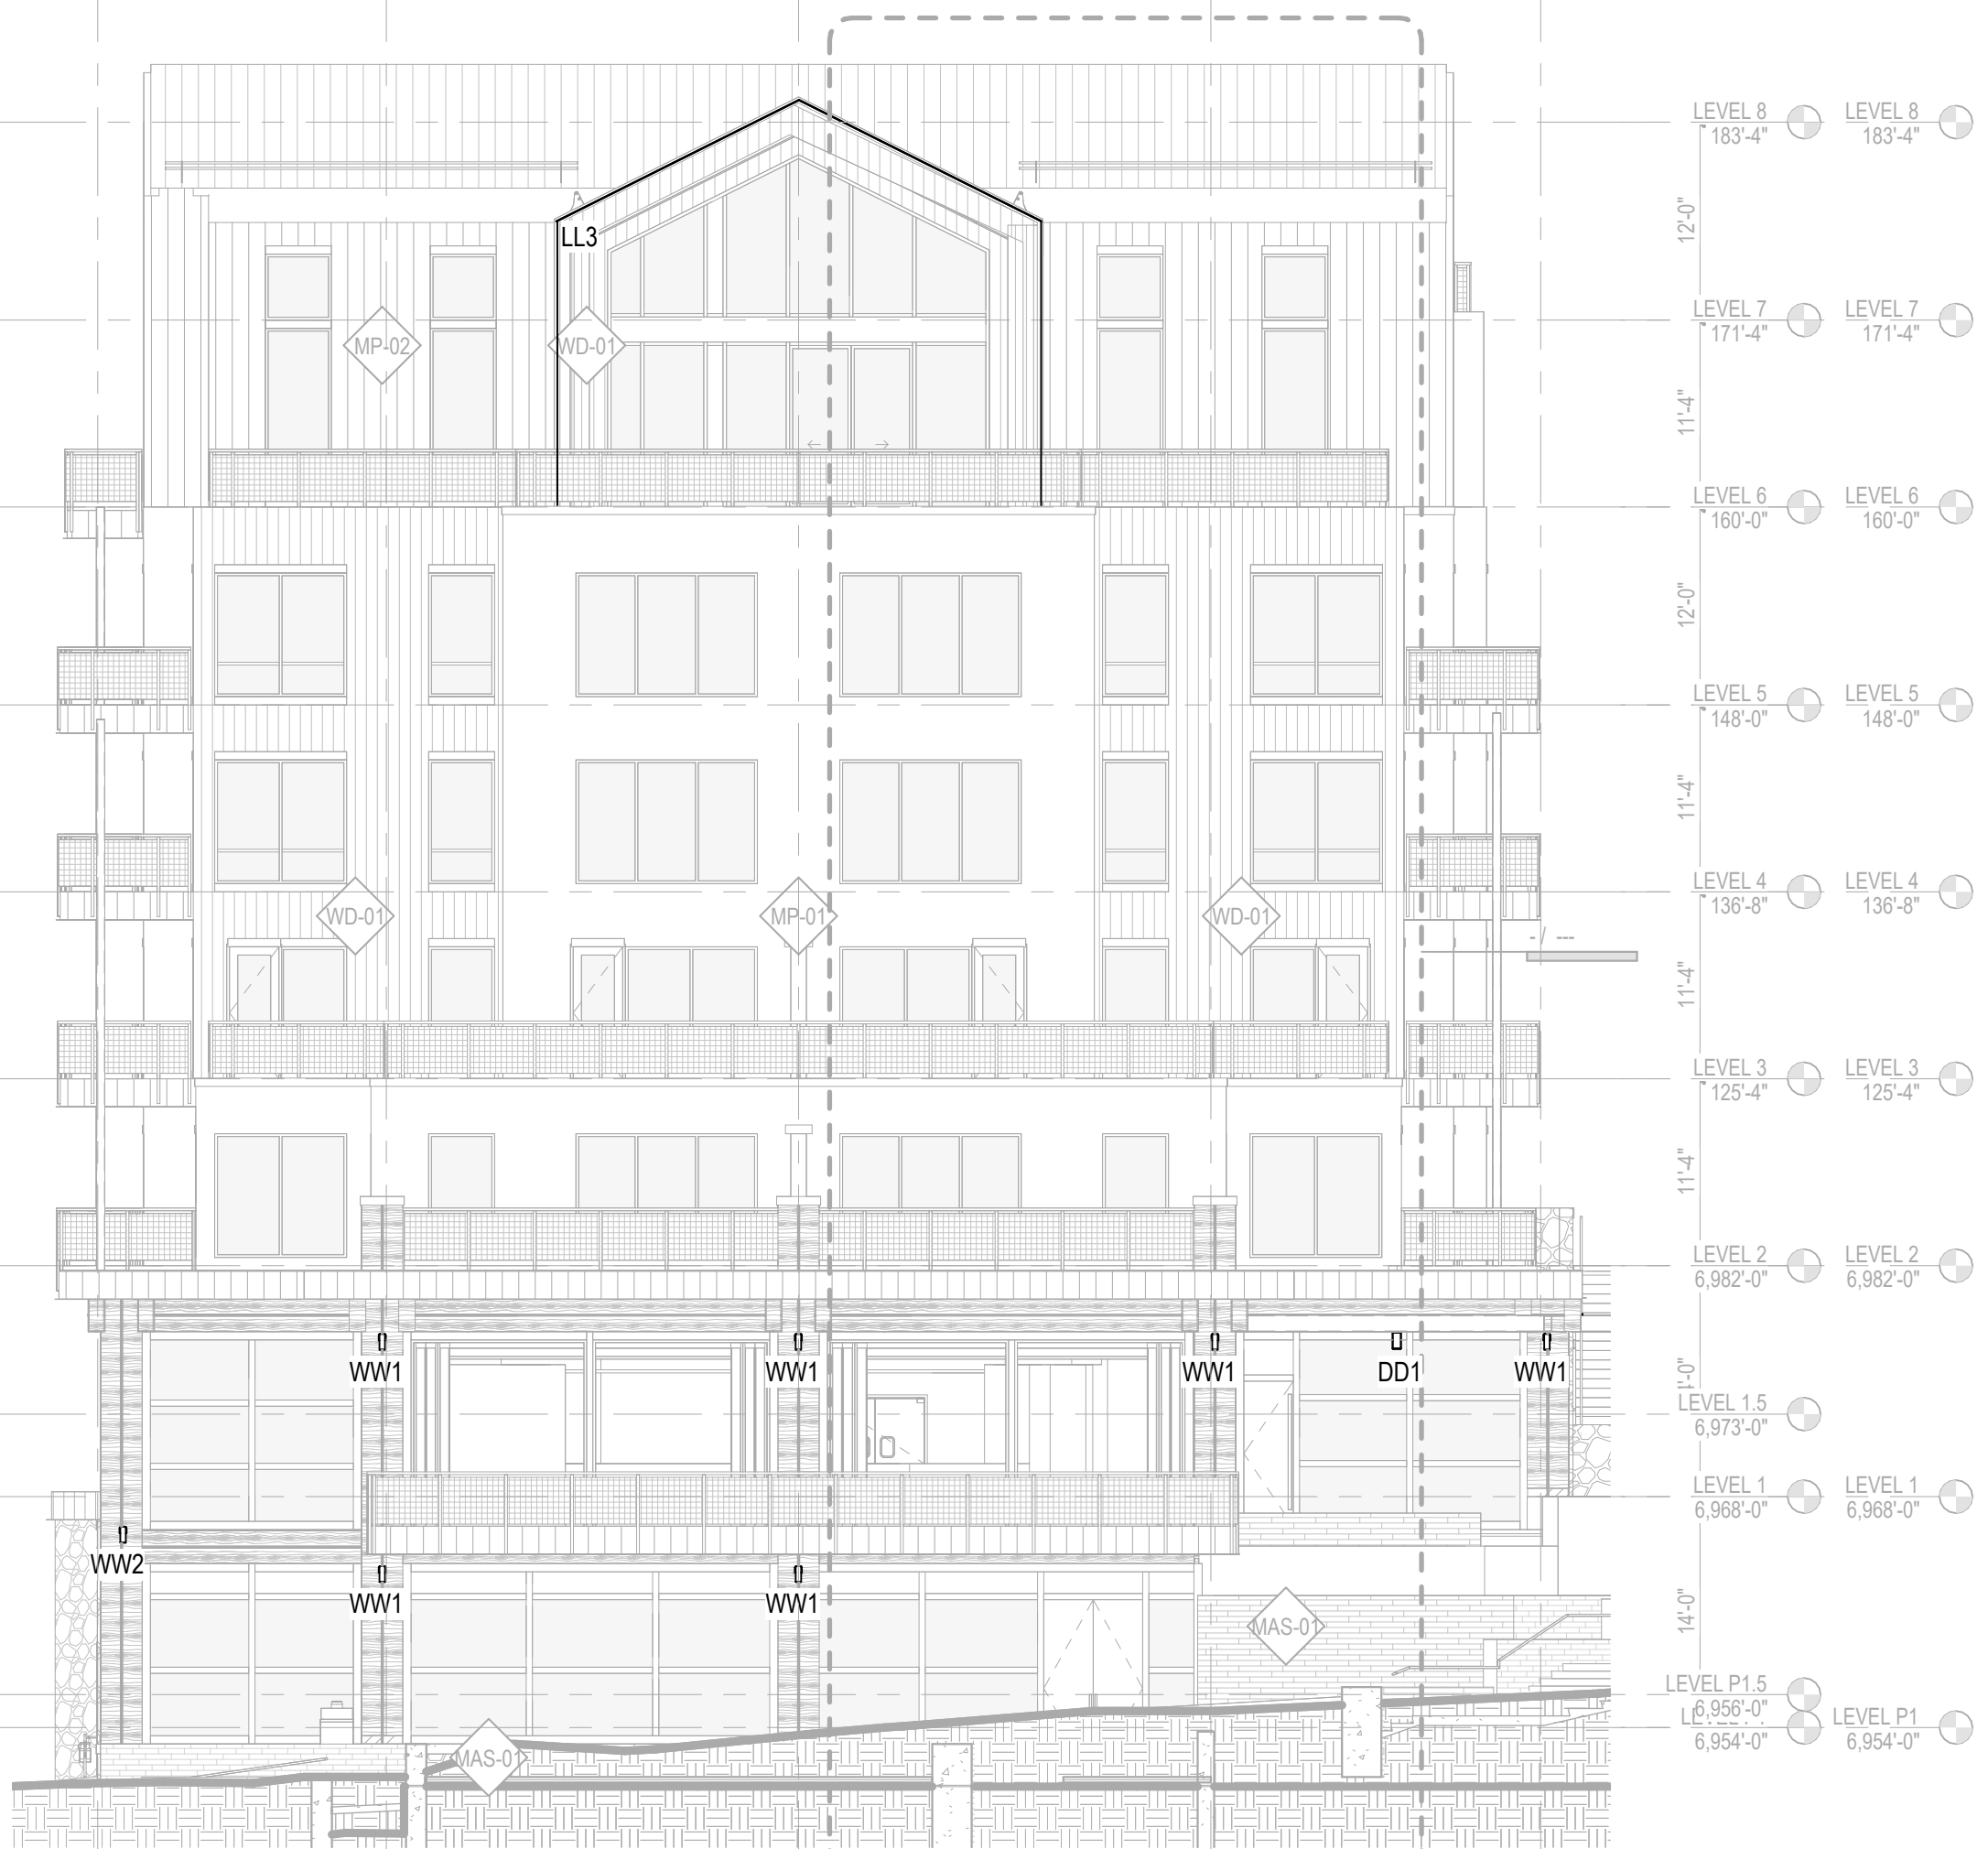 LEVEL 8 LEVEL 8
183'-4" 183'-4"
12'-0"
LL3
LEVEL 7 LEVEL 7
171'-4" 171'-4"
MP-02 WD-01
11'-4"
LEVEL 6 LEVEL 6
160'-0" 160'-0"
12'-0"
LEVEL 5 LEVEL 5
148'-0" 148'-0"
11'-4"
LEVEL 4 LEVEL 4
136'-8" 136'-8"
WD-01 MP-01 WD-01
- / ---
11'-4"
LEVEL 3 LEVEL 3
125'-4" 125'-4"
11'-4"
LEVEL 2 LEVEL 2
6,982'-0" 6,982'-0"
WW1 WW1 WW1 DD1 WW1
LEVEL 1.5
6,973'-0"
LEVEL 1 LEVEL 1
6,968'-0" 6,968'-0"
WW2
WW1 WW1
14'-0"
MAS-01
LEVEL P1.5
6,956'-0"
LEVEL P1
6,954'-0" 6,954'-0"
MAS-01